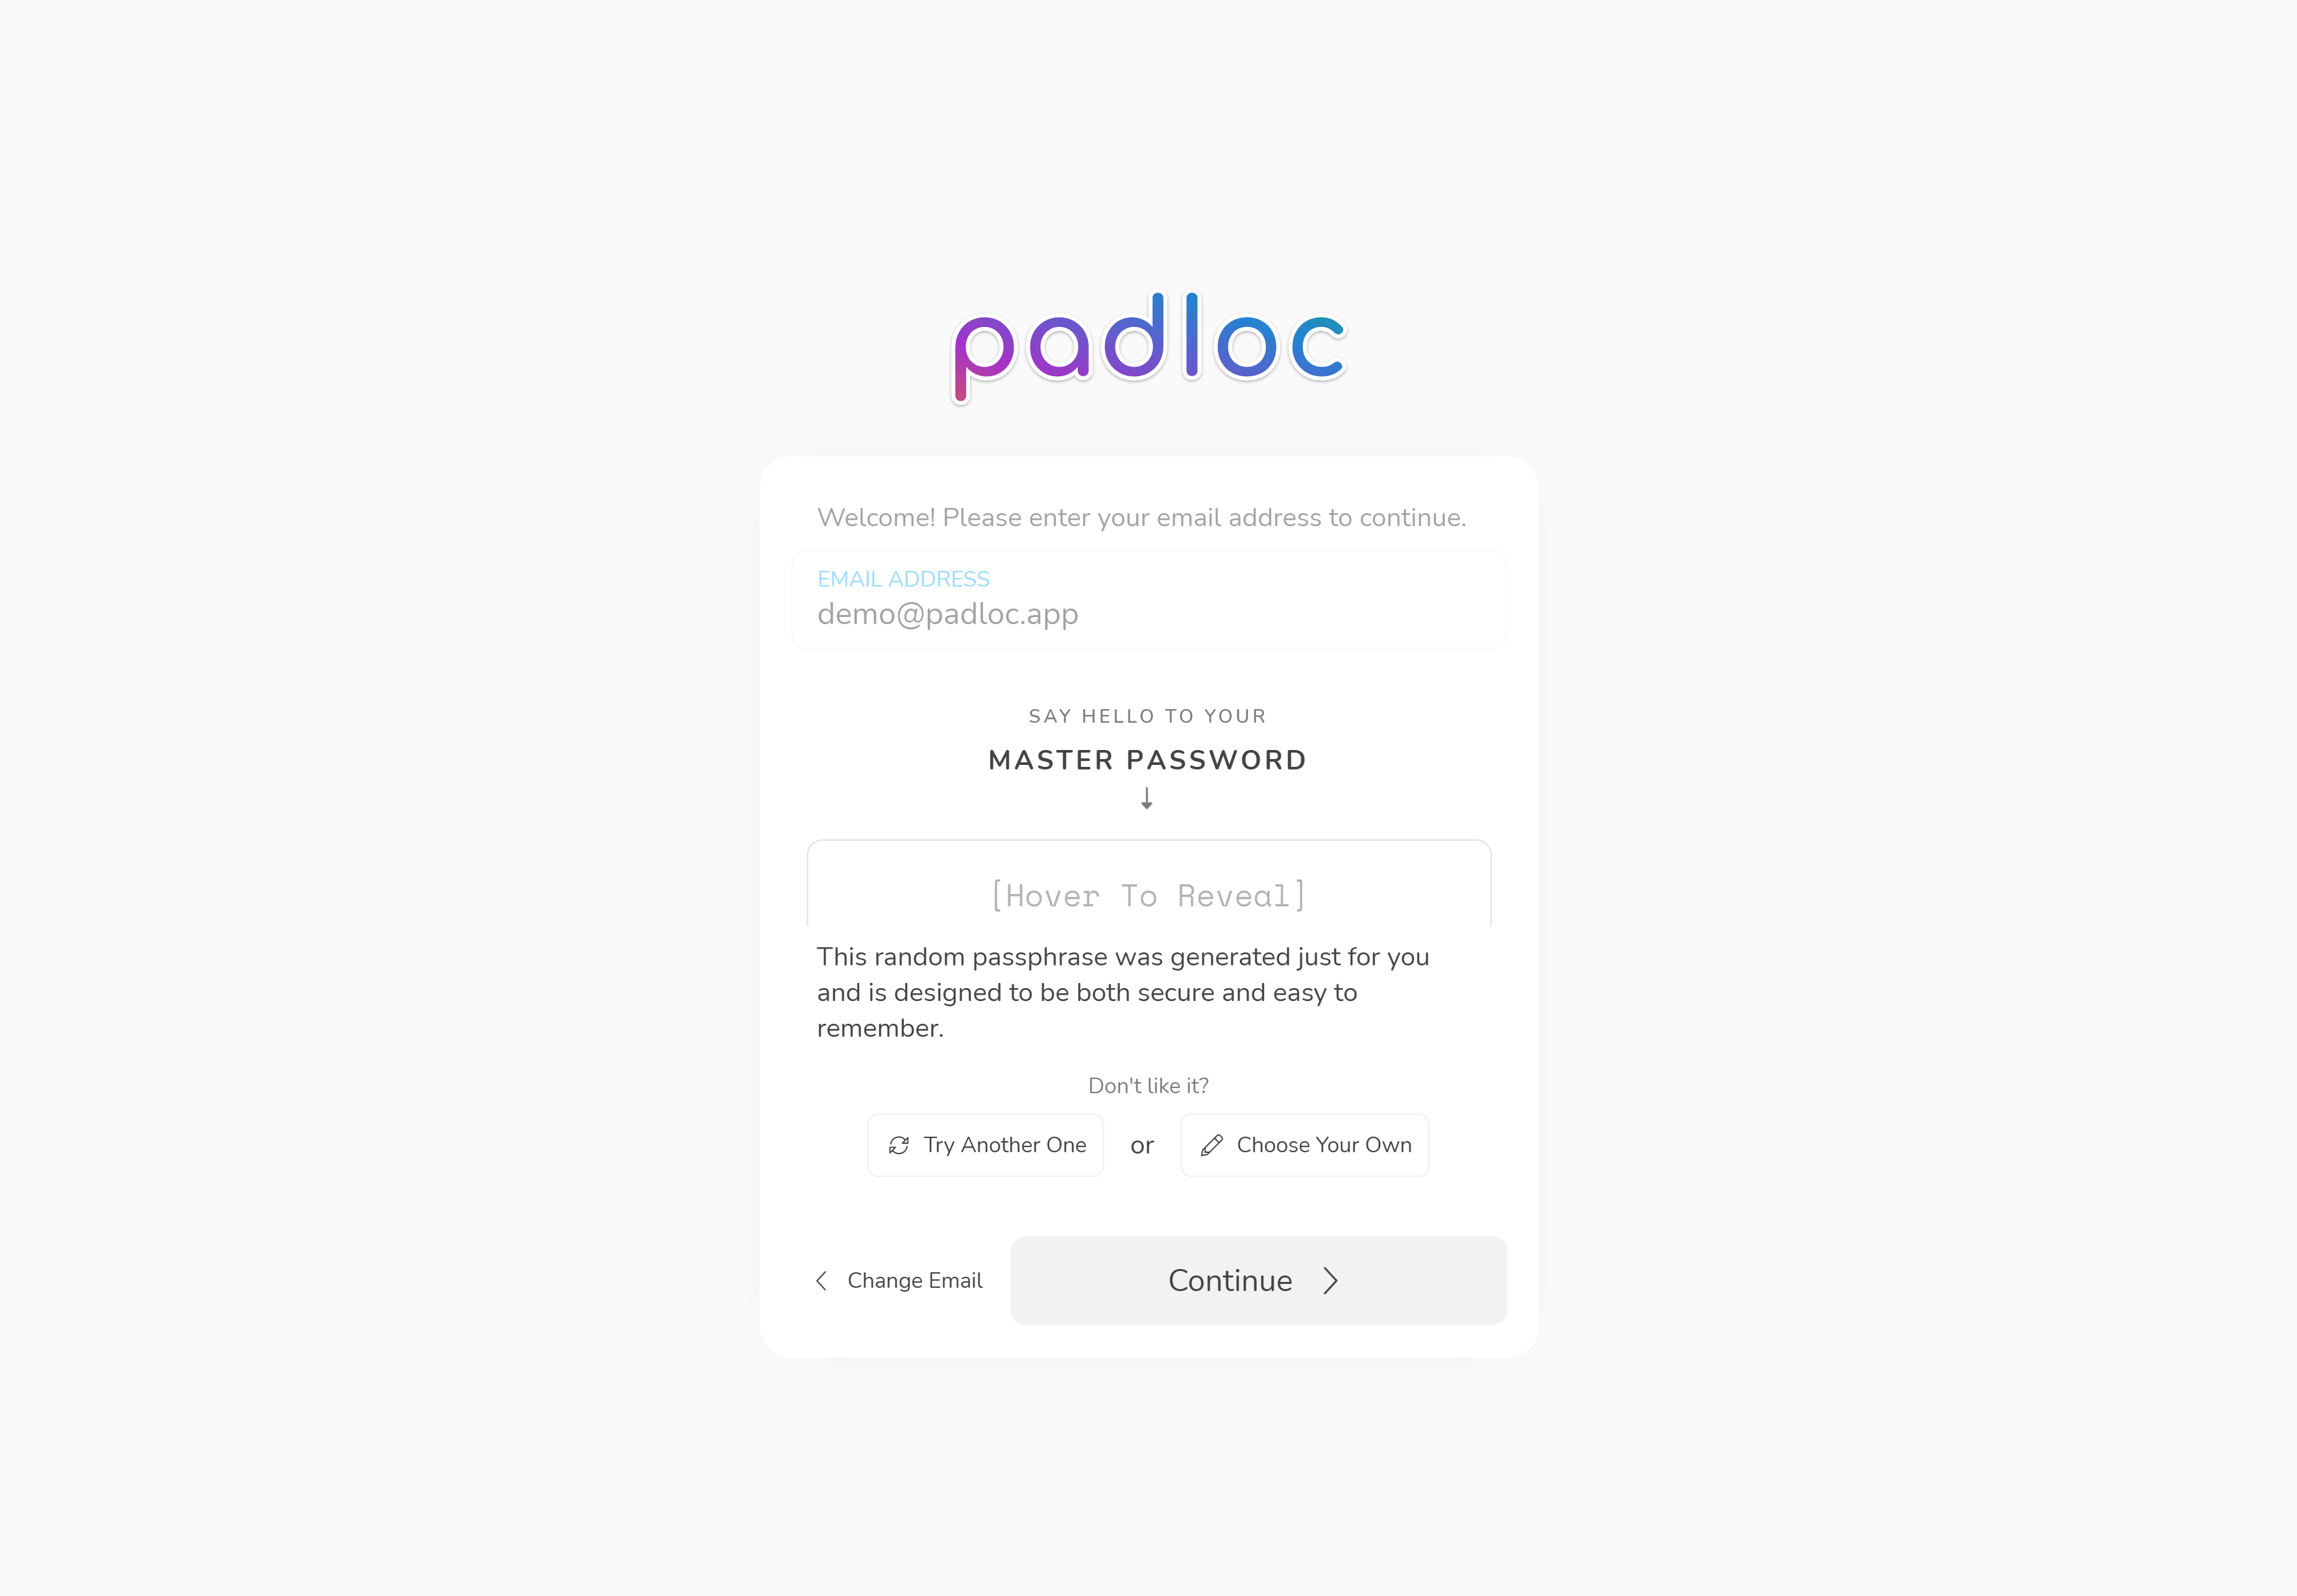 padloc
Welcome! Please enter your email address to continue.
EMAIL ADDRESS
demo@padloc.app
SAY HELLO TO YOUR
MASTER PASSWORD
[Hover To Reveal]
This random passphrase was generated just for you
and is designed to be both secure and easy to
remember.
Don't like it?
Try Another One or Choose Your Own
Change Email Continue